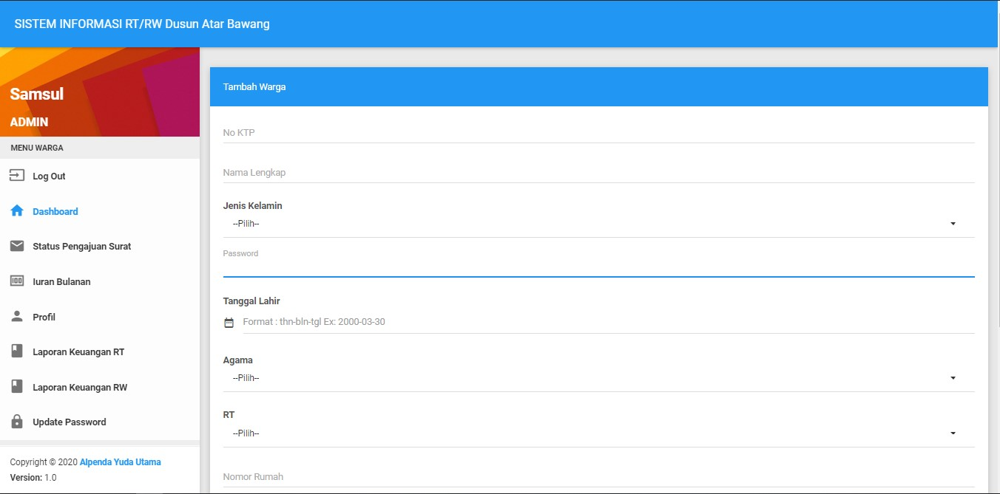 SISTEM INFORMASI RT/RW Dusun Atar Bawang
Samsul
ADMIN
MENU WARGA
Log Out
Dashboard
Status Pengajuan Surat
Iuran Bulanan
Profil
Laporan Keuangan RT
Laporan Keuangan RW
Update Password
Copyright © 2020 Alpenda Yuda Utama
Version: 1.0
Tambah Warga
No KTP
Nama Lengkap
Jenis Kelamin
--Pilih--
Password
Tanggal Lahir
Format : thn-bln-tgl Ex: 2000-03-30
Agama
--Pilih--
RT
--Pilih--
Nomor Rumah